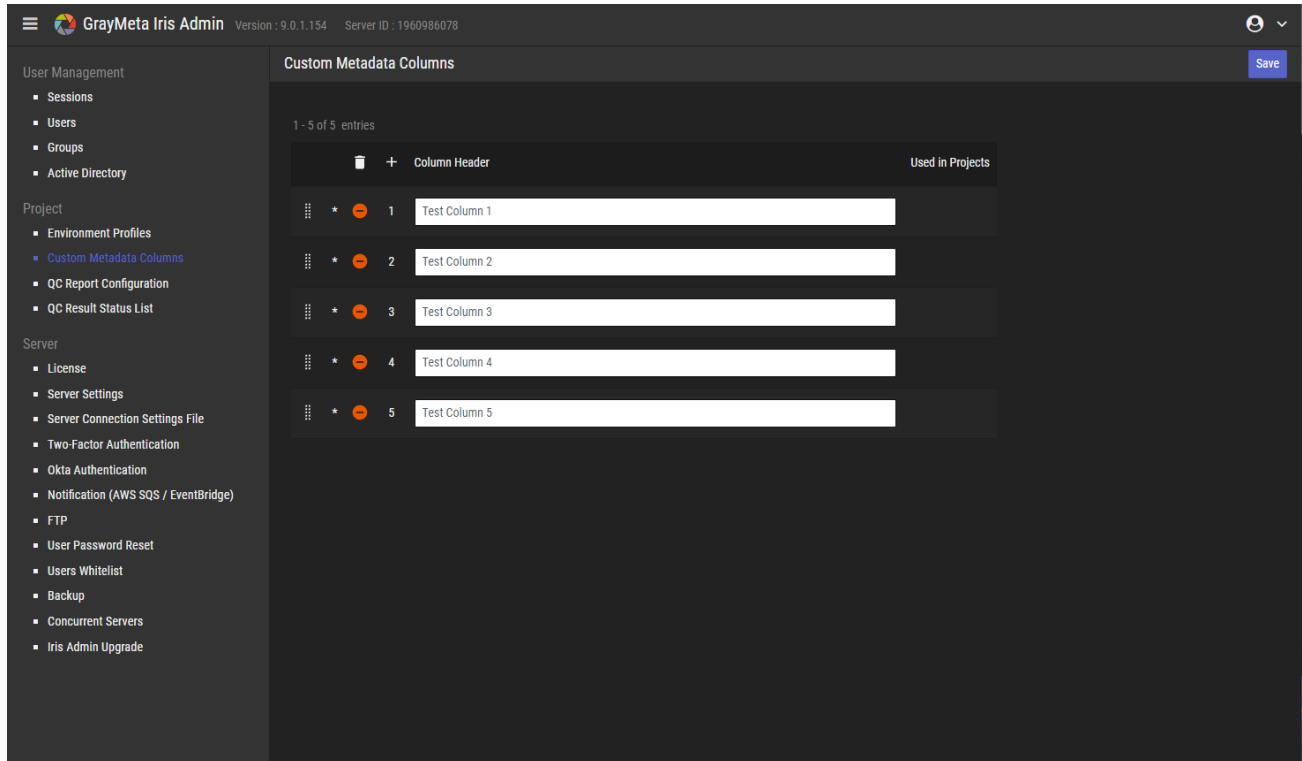 GrayMeta Iris Admin Version : 9.0.1.154 Server ID : 1960986078
User Management
Sessions
Users
Groups
Active Directory
Project
Environment Profiles
Custom Metadata Columns
QC Report Configuration
QC Result Status List
Server
License
Server Settings
Server Connection Settings File
Two-Factor Authentication
Okta Authentication
Notification (AWS SQS / EventBridge)
FTP
User Password Reset
Users Whitelist
Backup
Concurrent Servers
Iris Admin Upgrade
Custom Metadata Columns Save
1 - 5 of 5 entries
+ Column Header Used in Projects
* 1 Test Column 1
* 2 Test Column 2
* 3 Test Column 3
* 4 Test Column 4
* 5 Test Column 5